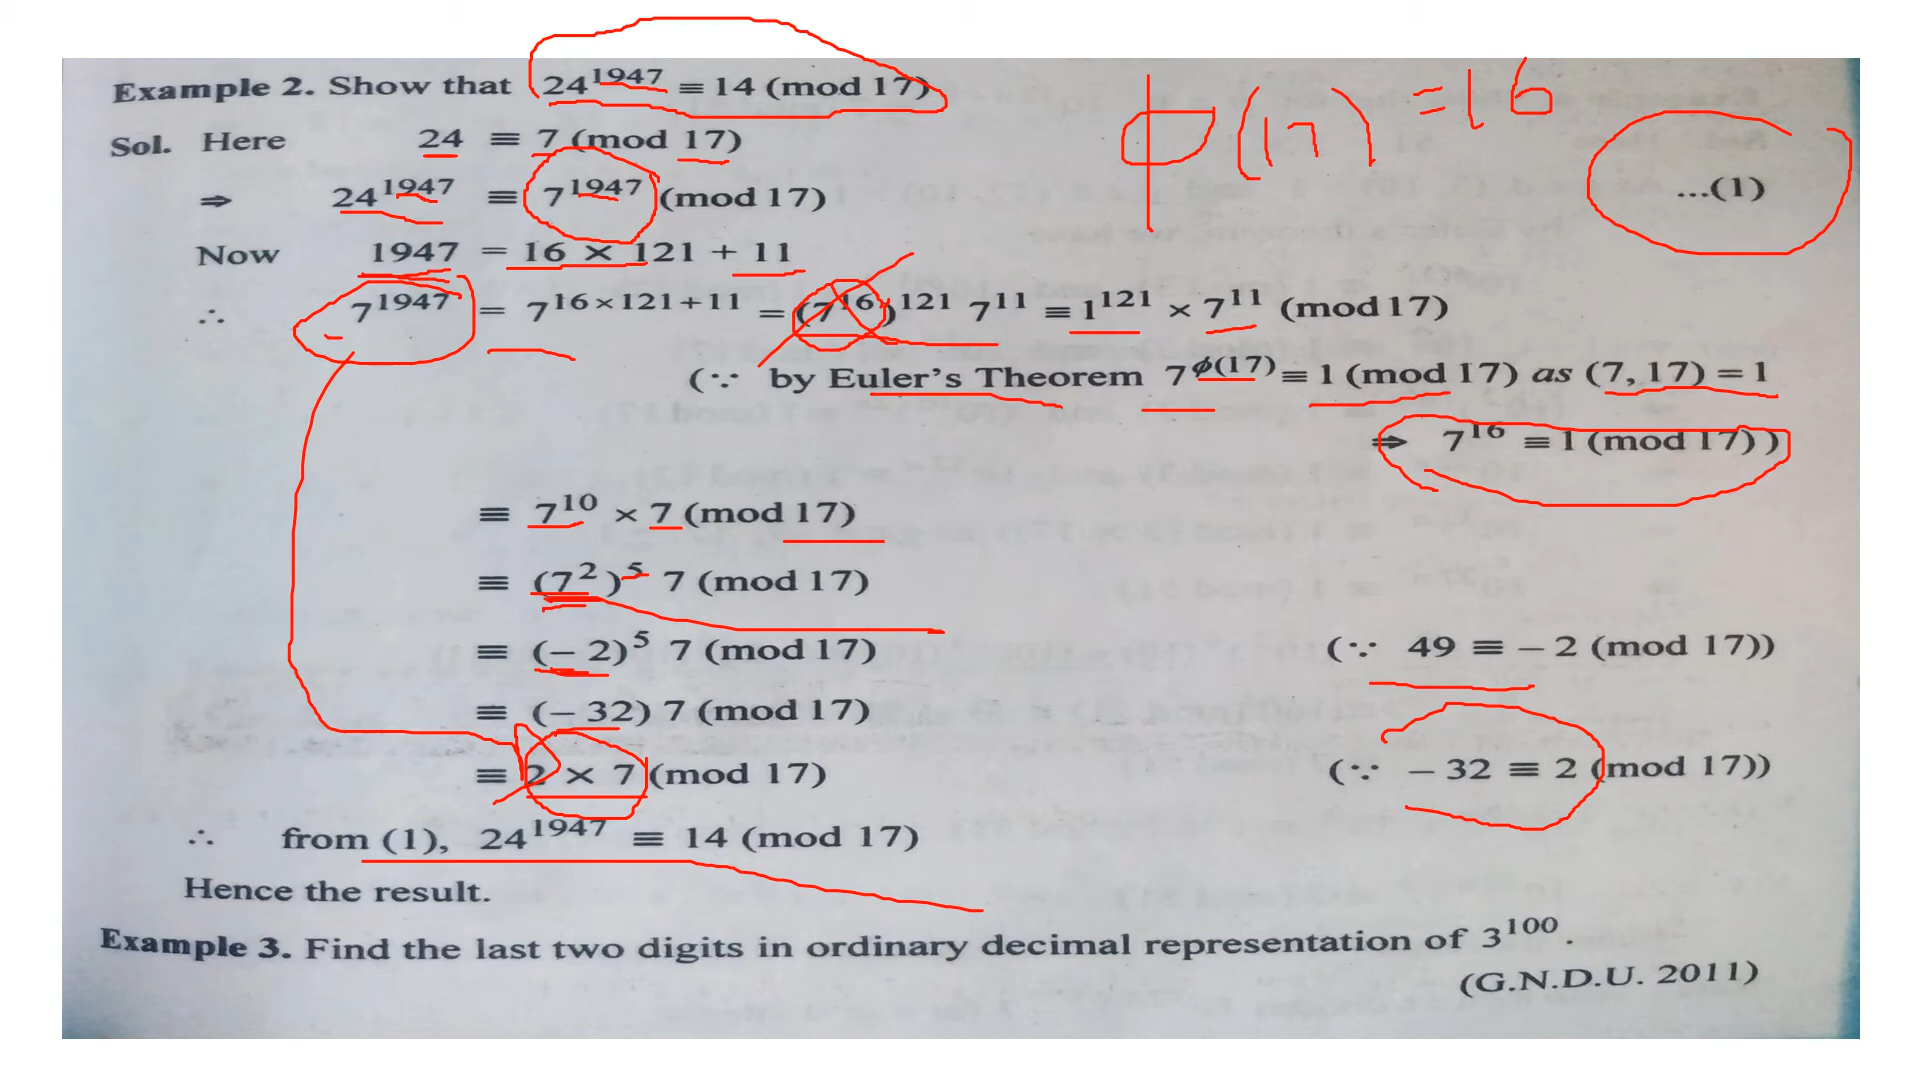 Example 2. Show that 24^1947 ≡ 14 (mod 17)
ϕ(17) = 16
Sol. Here 24 ≡ 7 (mod 17)
⇒ 24^1947 ≡ 7^1947 (mod 17) ...(1)
Now 1947 = 16 × 121 + 11
∴ 7^1947 = 7^16×121+11 = (7^16)^121 7^11 ≡ 1^121 × 7^11 (mod 17)
(∵ by Euler's Theorem 7^ϕ(17) ≡ 1 (mod 17) as (7, 17) = 1
⇒ 7^16 ≡ 1 (mod 17))
≡ 7^10 × 7 (mod 17)
≡ (7^2)^5 7 (mod 17)
≡ (– 2)^5 7 (mod 17) (∵ 49 ≡ – 2 (mod 17))
≡ (– 32) 7 (mod 17)
≡ 2 × 7 (mod 17) (∵ – 32 ≡ 2 (mod 17))
∴ from (1), 24^1947 ≡ 14 (mod 17)
Hence the result.
Example 3. Find the last two digits in ordinary decimal representation of 3^100.
(G.N.D.U. 2011)